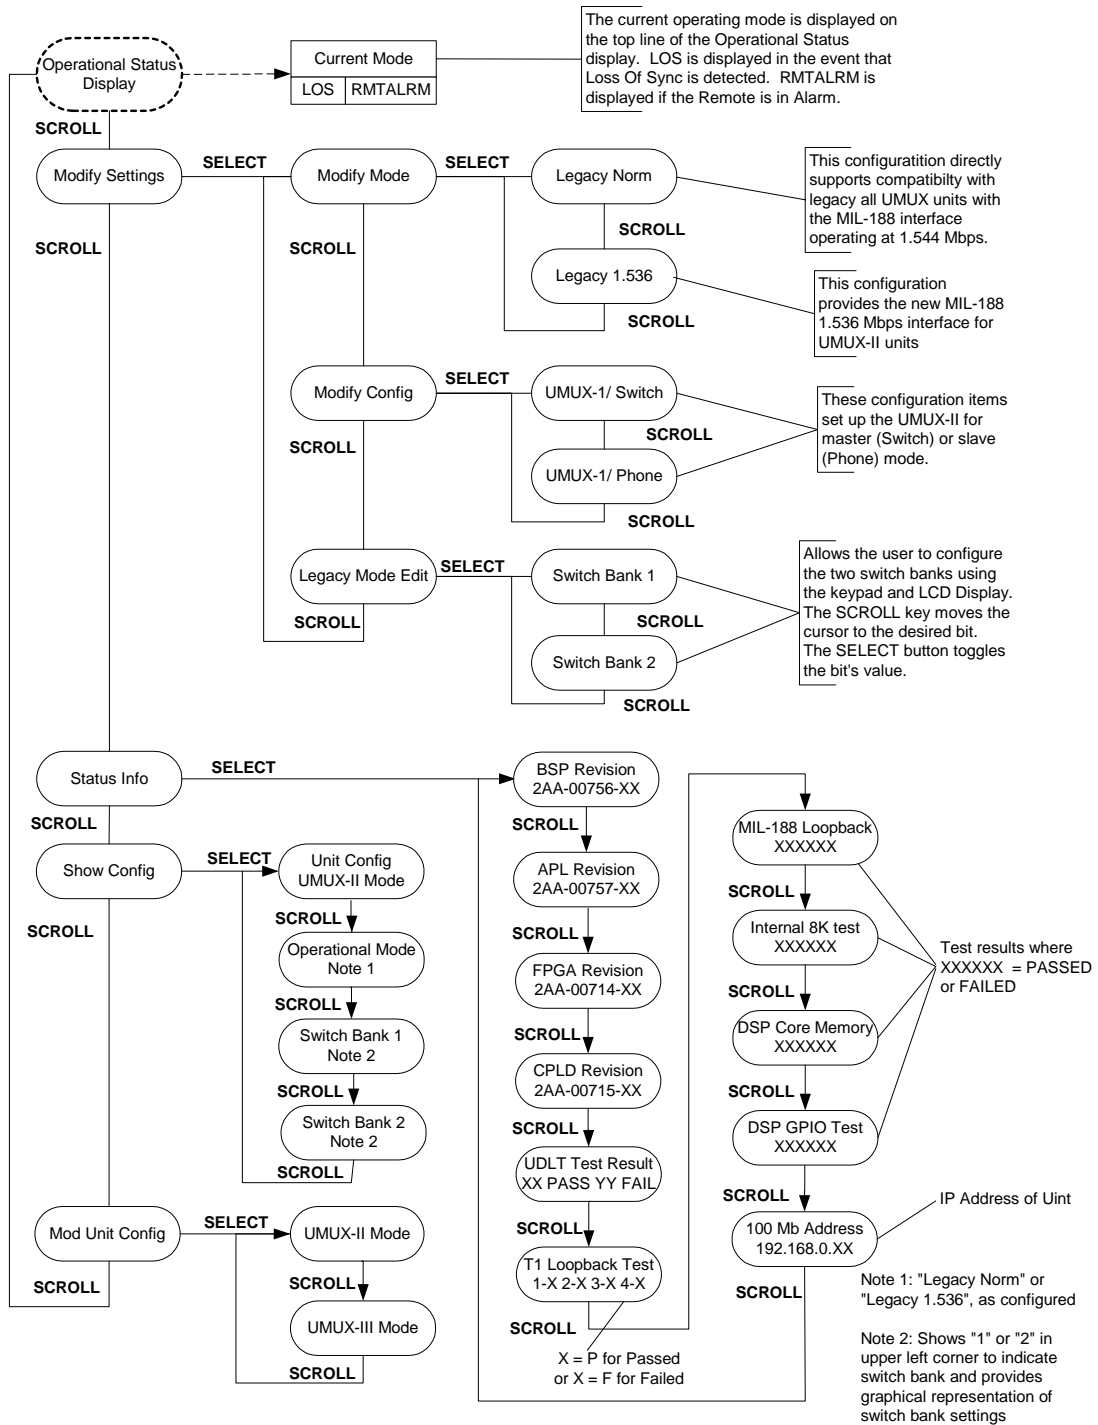 Operational Status
Display
Current Mode
LOS
RMTALRM
The current operating mode is displayed on
the top line of the Operational Status
display. LOS is displayed in the event that
Loss Of Sync is detected. RMTALRM is
displayed if the Remote is in Alarm.
SCROLL
Modify Settings
SELECT
Modify Mode
SELECT
Legacy Norm
This configuratition directly
supports compatibilty with
legacy all UMUX units with
the MIL-188 interface
operating at 1.544 Mbps.
SCROLL
SCROLL
SCROLL
Legacy 1.536
SCROLL
This configuration
provides the new MIL-188
1.536 Mbps interface for
UMUX-II units
Modify Config
SELECT
UMUX-1/ Switch
SCROLL
SCROLL
UMUX-1/ Phone
SCROLL
These configuration items
set up the UMUX-II for
master (Switch) or slave
(Phone) mode.
Legacy Mode Edit
SELECT
Switch Bank 1
SCROLL
SCROLL
Switch Bank 2
SCROLL
Allows the user to configure
the two switch banks using
the keypad and LCD Display.
The SCROLL key moves the
cursor to the desired bit.
The SELECT button toggles
the bit's value.
Status Info
SELECT
SCROLL
Show Config
SELECT
Unit Config
UMUX-II Mode
SCROLL
SCROLL
Operational Mode
Note 1
SCROLL
Switch Bank 1
Note 2
SCROLL
Switch Bank 2
Note 2
SCROLL
Mod Unit Config
SELECT
UMUX-II Mode
SCROLL
SCROLL
UMUX-III Mode
SCROLL
BSP Revision
2AA-00756-XX
SCROLL
APL Revision
2AA-00757-XX
SCROLL
FPGA Revision
2AA-00714-XX
SCROLL
CPLD Revision
2AA-00715-XX
SCROLL
UDLT Test Result
XX PASS YY FAIL
SCROLL
T1 Loopback Test
1-X 2-X 3-X 4-X
SCROLL
X = P for Passed
or X = F for Failed
MIL-188 Loopback
XXXXXX
SCROLL
Internal 8K test
XXXXXX
SCROLL
DSP Core Memory
XXXXXX
SCROLL
DSP GPIO Test
XXXXXX
SCROLL
100 Mb Address
192.168.0.XX
SCROLL
Test results where
XXXXXX = PASSED
or FAILED
IP Address of Uint
Note 1: "Legacy Norm" or
"Legacy 1.536", as configured
Note 2: Shows "1" or "2" in
upper left corner to indicate
switch bank and provides
graphical representation of
switch bank settings